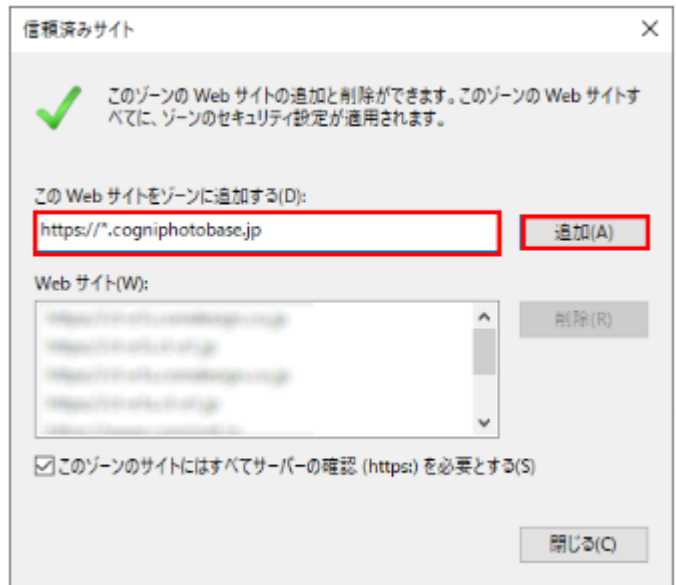 信頼済みサイト
このゾーンの Web サイトの追加と削除ができます。このゾーンの Web サイトす
べてに、ゾーンのセキュリティ設定が適用されます。
この Web サイトをゾーンに追加する(D):
https://*.cogniphotobase.jp
追加(A)
Web サイト(W):
削除(R)
このゾーンのサイトにはすべてサーバーの確認 (https:) を必要とする(S)
閉じる(C)